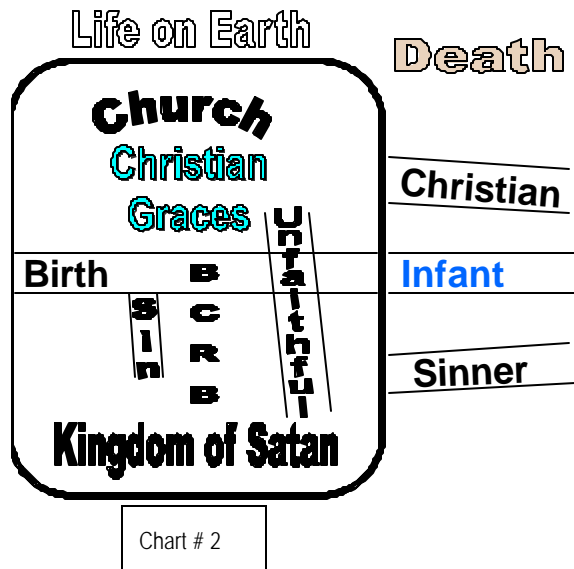 Life on Earth
Death
Church
Christian
Graces
Unfaithful
Birth
Sin
B
C
R
B
Kingdom of Satan
Christian
Infant
Sinner
Chart # 2